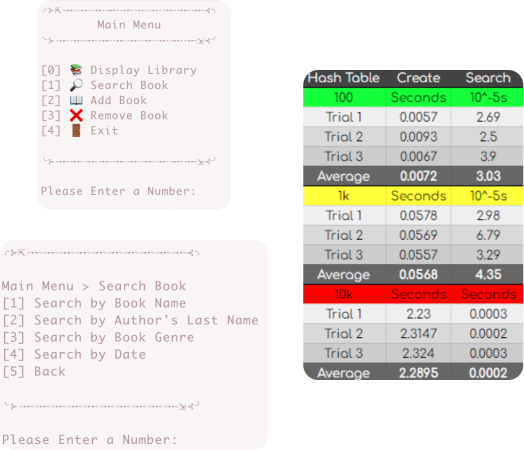 Main Menu
[0] 📚 Display Library
[1] 🔎 Search Book
[2] 📖 Add Book
[3] ❌ Remove Book
[4] 🚪 Exit
Please Enter a Number:
Main Menu > Search Book
[1] Search by Book Name
[2] Search by Author's Last Name
[3] Search by Book Genre
[4] Search by Date
[5] Back
Please Enter a Number:
Hash Table Create Search
100 Seconds 10^-5s
Trial 1 0.0057 2.69
Trial 2 0.0093 2.5
Trial 3 0.0067 3.9
Average 0.0072 3.03
1k Seconds 10^-5s
Trial 1 0.0578 2.98
Trial 2 0.0569 6.79
Trial 3 0.0557 3.29
Average 0.0568 4.35
10k Seconds Seconds
Trial 1 2.23 0.0003
Trial 2 2.3147 0.0002
Trial 3 2.324 0.0003
Average 2.2895 0.0002